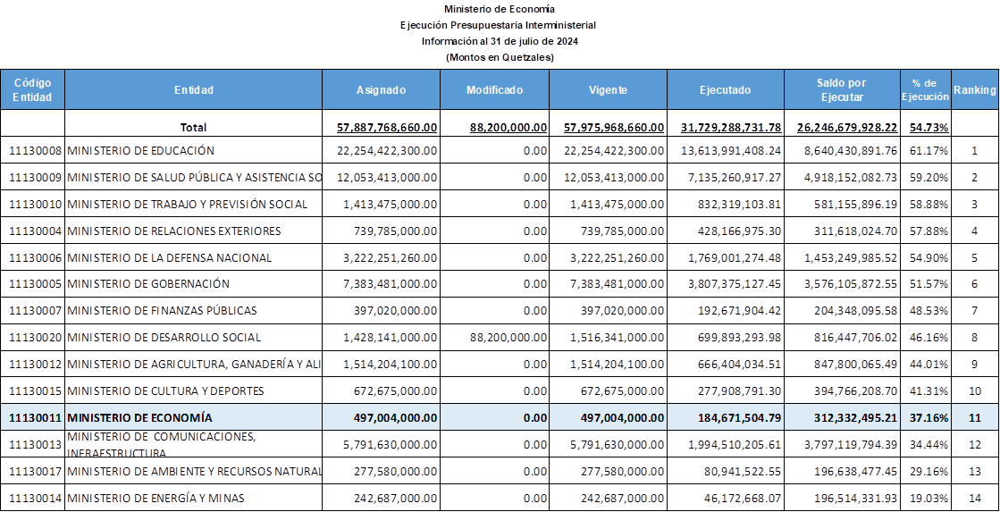 Ministerio de Economía
Ejecución Presupuestaria Interministerial
Información al 31 de julio de 2024
(Montos en Quetzales)
Código Entidad Entidad Asignado Modificado Vigente Ejecutado Saldo por Ejecutar % de Ejecución Ranking
Total 57,887,768,660.00 88,200,000.00 57,975,968,660.00 31,729,288,731.78 26,246,679,928.22 54.73%
11130008 MINISTERIO DE EDUCACIÓN 22,254,422,300.00 0.00 22,254,422,300.00 13,613,991,408.24 8,640,430,891.76 61.17% 1
11130009 MINISTERIO DE SALUD PÚBLICA Y ASISTENCIA SO 12,053,413,000.00 0.00 12,053,413,000.00 7,135,260,917.27 4,918,152,082.73 59.20% 2
11130010 MINISTERIO DE TRABAJO Y PREVISIÓN SOCIAL 1,413,475,000.00 0.00 1,413,475,000.00 832,319,103.81 581,155,896.19 58.88% 3
11130004 MINISTERIO DE RELACIONES EXTERIORES 739,785,000.00 0.00 739,785,000.00 428,166,975.30 311,618,024.70 57.88% 4
11130006 MINISTERIO DE LA DEFENSA NACIONAL 3,222,251,260.00 0.00 3,222,251,260.00 1,769,001,274.48 1,453,249,985.52 54.90% 5
11130005 MINISTERIO DE GOBERNACIÓN 7,383,481,000.00 0.00 7,383,481,000.00 3,807,375,127.45 3,576,105,872.55 51.57% 6
11130007 MINISTERIO DE FINANZAS PÚBLICAS 397,020,000.00 0.00 397,020,000.00 192,671,904.42 204,348,095.58 48.53% 7
11130020 MINISTERIO DE DESARROLLO SOCIAL 1,428,141,000.00 88,200,000.00 1,516,341,000.00 699,893,293.98 816,447,706.02 46.16% 8
11130012 MINISTERIO DE AGRICULTURA, GANADERÍA Y ALI 1,514,204,100.00 0.00 1,514,204,100.00 666,404,034.51 847,800,065.49 44.01% 9
11130015 MINISTERIO DE CULTURA Y DEPORTES 672,675,000.00 0.00 672,675,000.00 277,908,791.30 394,766,208.70 41.31% 10
11130011 MINISTERIO DE ECONOMÍA 497,004,000.00 0.00 497,004,000.00 184,671,504.79 312,332,495.21 37.16% 11
11130013 MINISTERIO DE COMUNICACIONES, INFRAESTRUCTURA 5,791,630,000.00 0.00 5,791,630,000.00 1,994,510,205.61 3,797,119,794.39 34.44% 12
11130017 MINISTERIO DE AMBIENTE Y RECURSOS NATURAL 277,580,000.00 0.00 277,580,000.00 80,941,522.55 196,638,477.45 29.16% 13
11130014 MINISTERIO DE ENERGÍA Y MINAS 242,687,000.00 0.00 242,687,000.00 46,172,668.07 196,514,331.93 19.03% 14